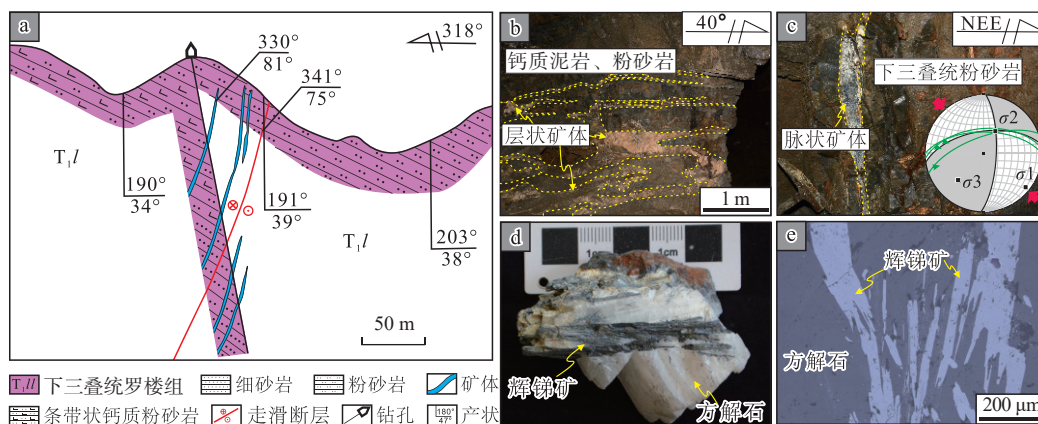 a
318°
330°
81°
341°
75°
T₁l
190°
34°
191°
39°
T₁l
203°
38°
50 m
T₁ll 下三叠统罗楼组
细砂岩
粉砂岩
矿体
条带状钙质粉砂岩
走滑断层
钻孔
180°
47°
产状
b
40°
钙质泥岩、粉砂岩
层状矿体
1 m
c
NEE
下三叠统粉砂岩
脉状矿体
σ2
σ3
σ1
d
1cm
1cm
辉锑矿
方解石
e
辉锑矿
方解石
200 μm